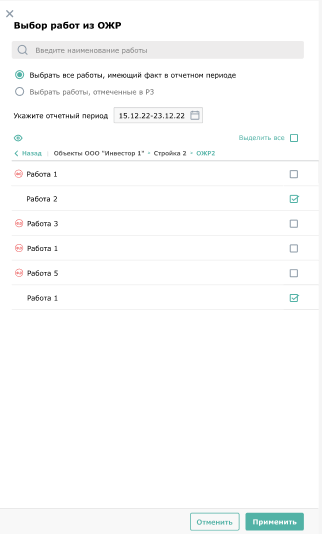 Выбор работ из ОЖР
Введите наименование работы
Выбрать все работы, имеющий факт в отчетном периоде
Выбрать работы, отмеченные в РЗ
Укажите отчетный период 15.12.22-23.12.22
Выделить все
Назад Объекты ООО "Инвестор 1" - Стройка 2 - ОЖР2
Работа 1
Работа 2
Работа 3
Работа 1
Работа 5
Работа 1
Отменить Применить